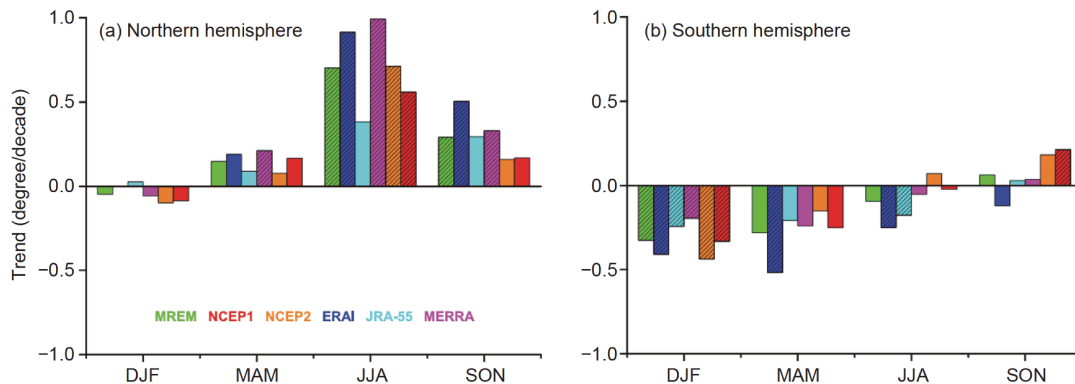 (a) Northern hemisphere
(b) Southern hemisphere
Trend (degree/decade)
1.0
0.5
0.0
−0.5
−1.0
MREM NCEP1 NCEP2 ERAI JRA-55 MERRA
DJF MAM JJA SON
1.0
0.5
0.0
−0.5
−1.0
DJF MAM JJA SON